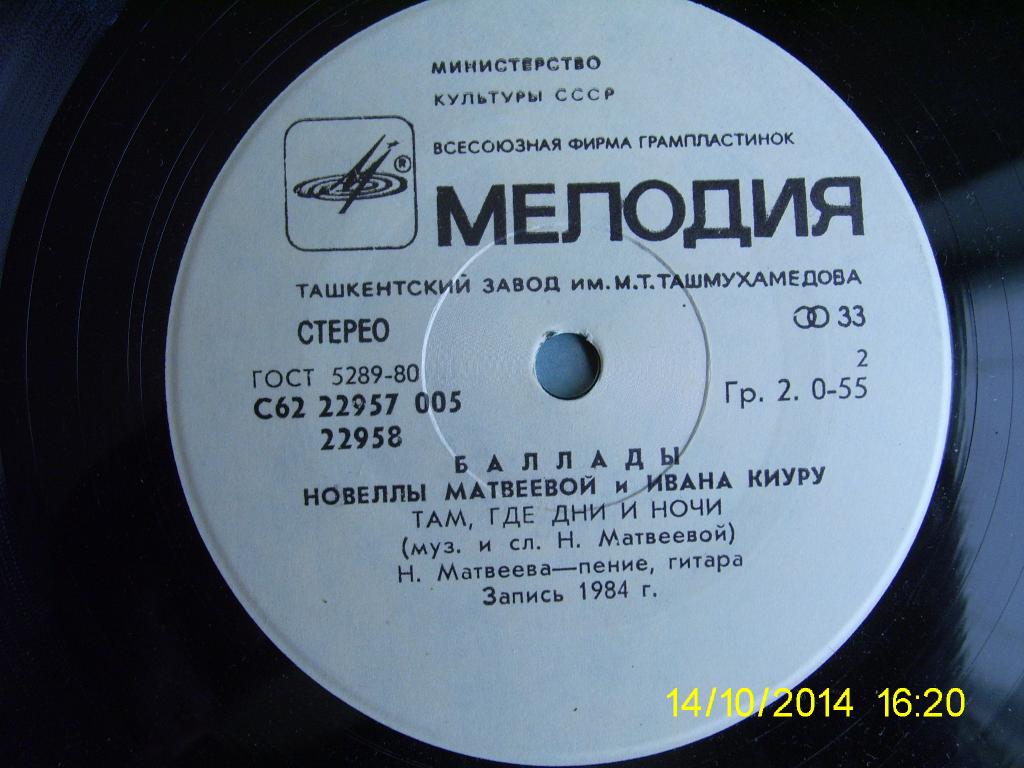 МИНИСТЕРСТВО
КУЛЬТУРЫ СССР
ВСЕСОЮЗНАЯ ФИРМА ГРАМПЛАСТИНОК
®
МЕЛОДИЯ
ТАШКЕНТСКИЙ ЗАВОД ИМ. М.Т. ТАШМУХАМЕДОВА
СТЕРЕО
33
ГОСТ 5289-80
2
С62 22957 005
Гр. 2. 0-55
22958
БАЛЛАДЫ
НОВЕЛЛЫ МАТВЕЕВОЙ и ИВАНА КИУРУ
ТАМ, ГДЕ ДНИ И НОЧИ
(муз. и сл. Н. Матвеевой)
Н. Матвеева—пение, гитара
Запись 1984 г.
14/10/2014 16:20